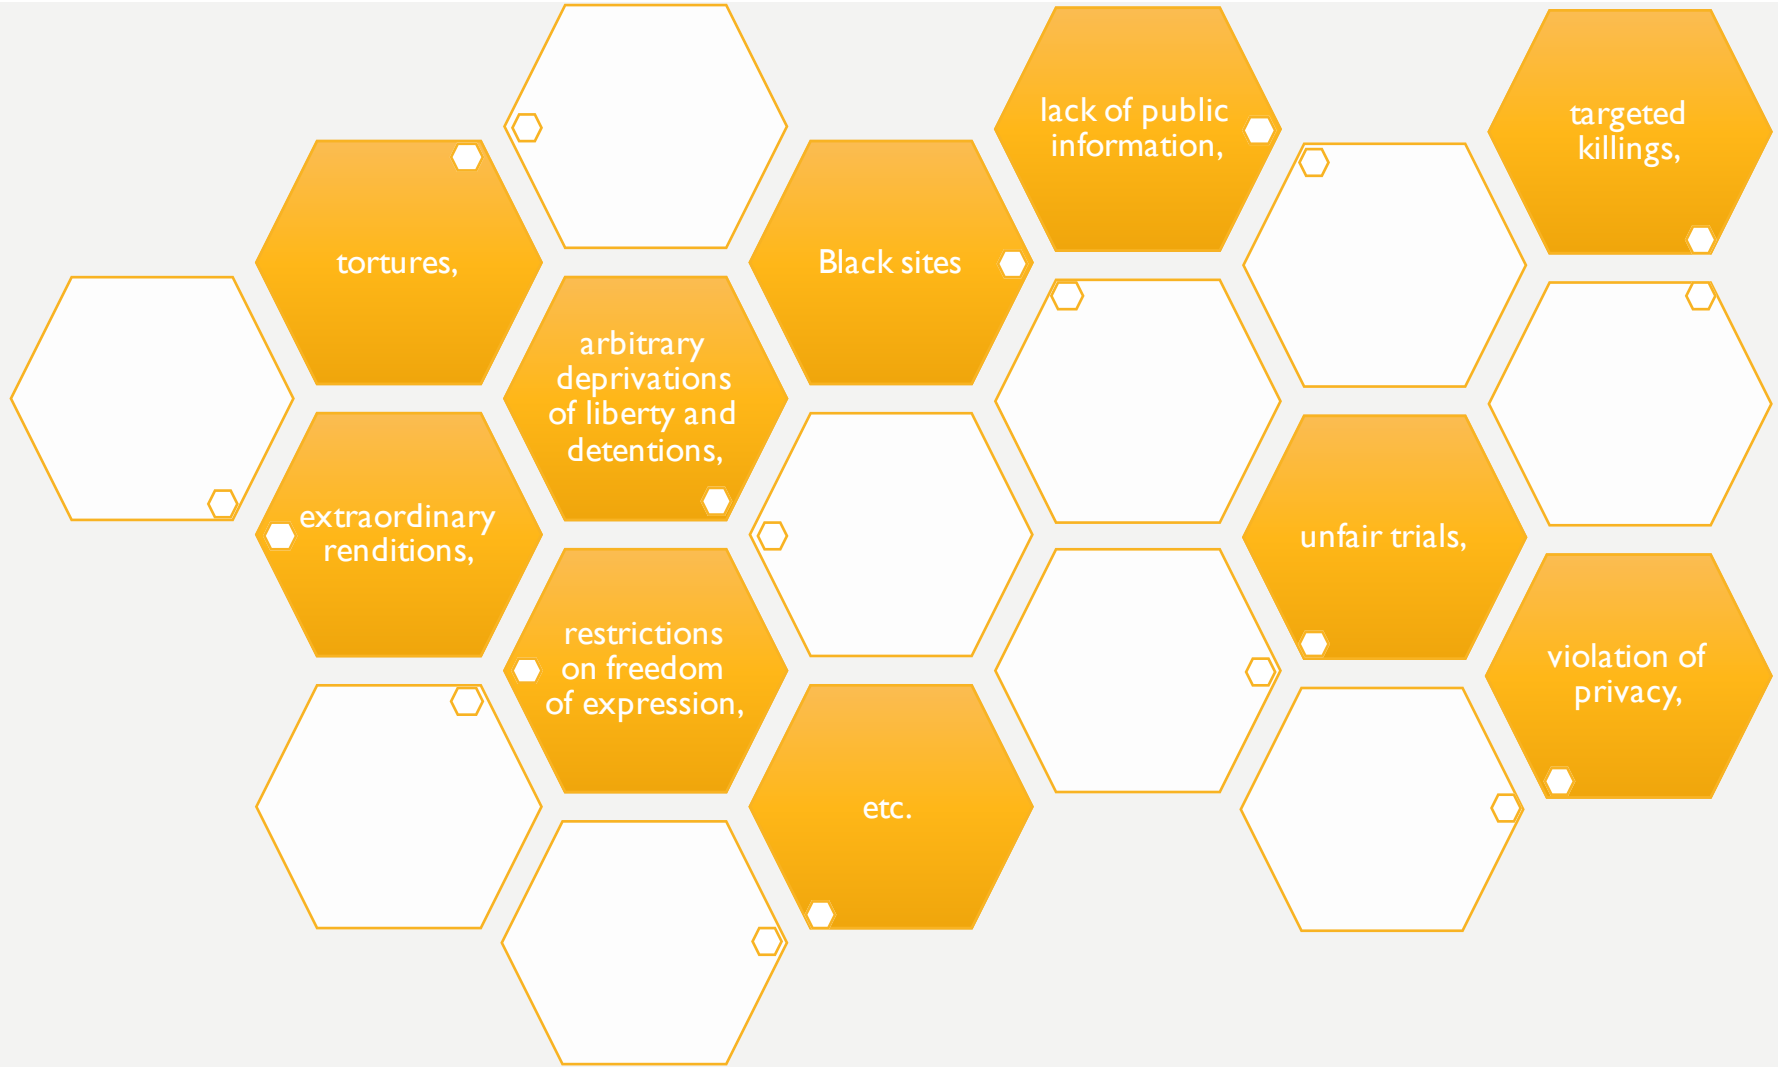 lack of public
information,
targeted
killings,
tortures,
Black sites
arbitrary
deprivations
of liberty and
detentions,
extraordinary
renditions,
unfair trials,
restrictions
on freedom
of expression,
violation of
privacy,
etc.